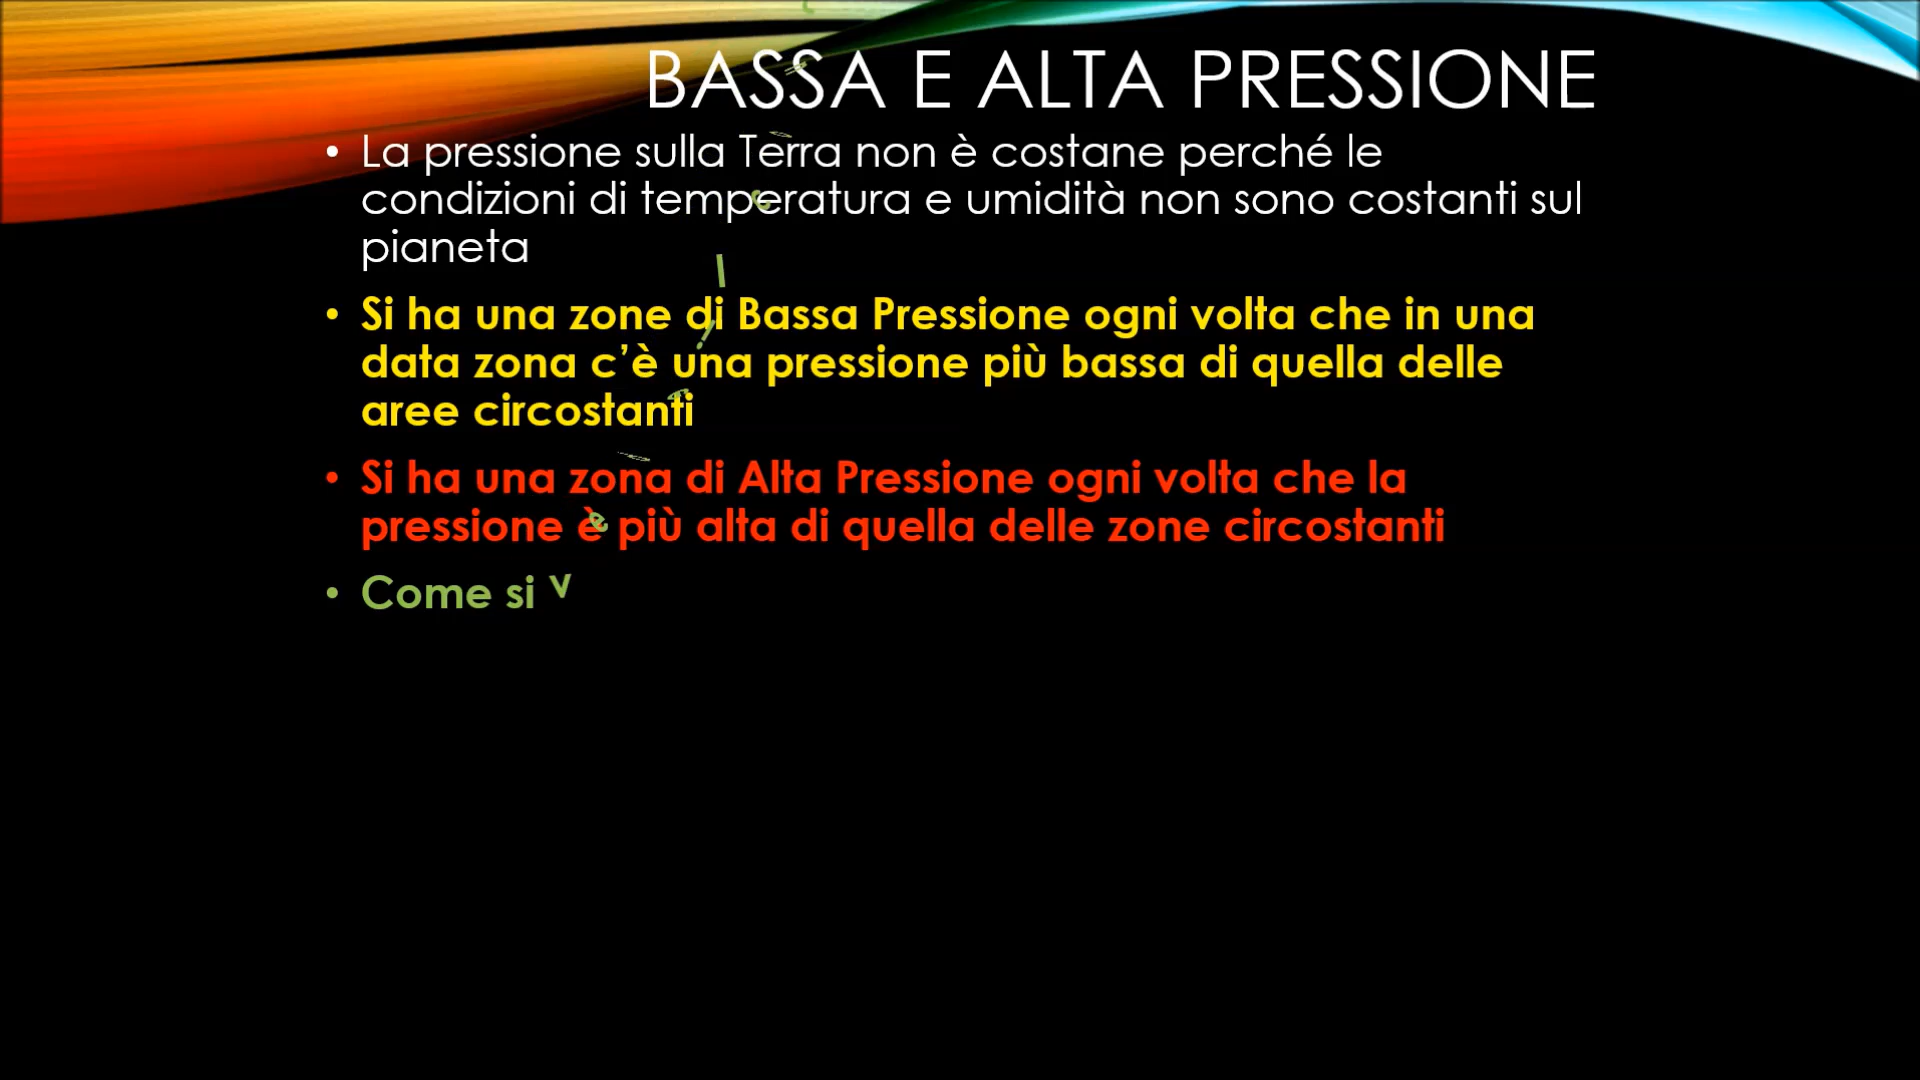 BASSA E ALTA PRESSIONE
• La pressione sulla Terra non è costane perché le
condizioni di temperatura e umidità non sono costanti sul
pianeta
• Si ha una zone di Bassa Pressione ogni volta che in una
data zona c’è una pressione più bassa di quella delle
aree circostanti
• Si ha una zona di Alta Pressione ogni volta che la
pressione è più alta di quella delle zone circostanti
• Come si v